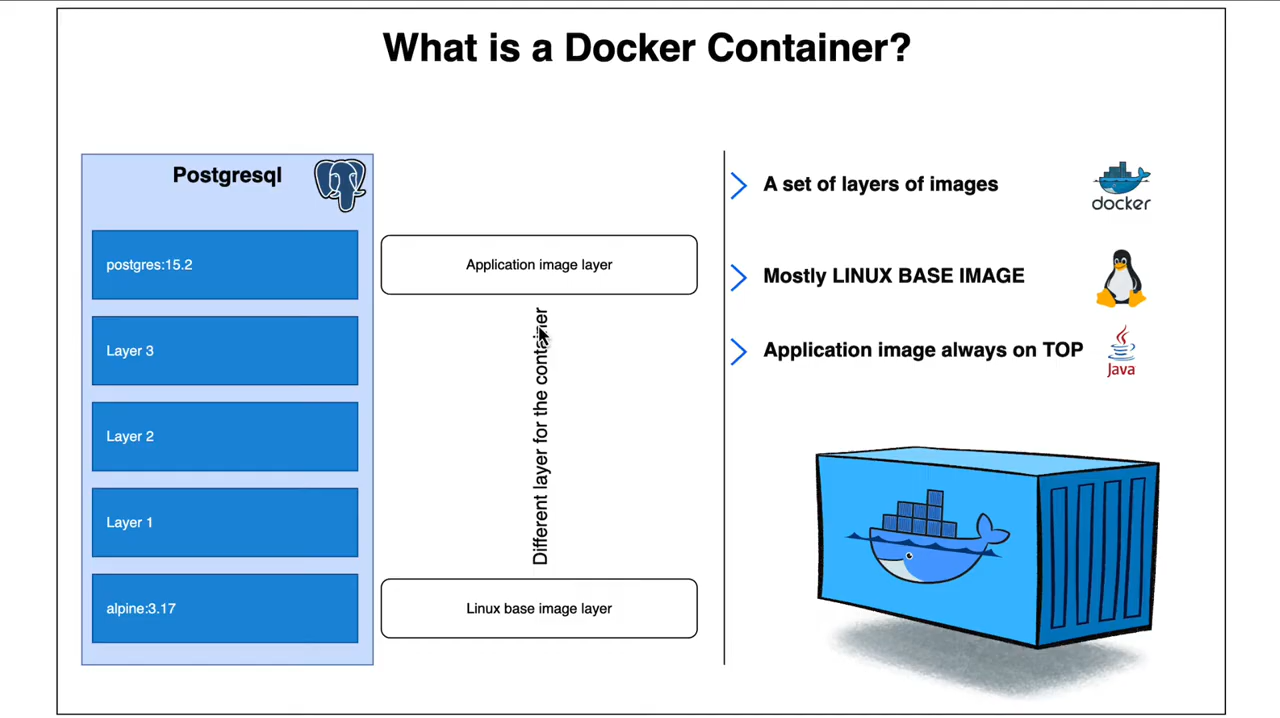 What is a Docker Container?
Postgresql
postgres:15.2
Layer 3
Layer 2
Layer 1
alpine:3.17
Application image layer
Different layer for the container
Linux base image layer
A set of layers of images
docker
Mostly LINUX BASE IMAGE
Application image always on TOP
Java